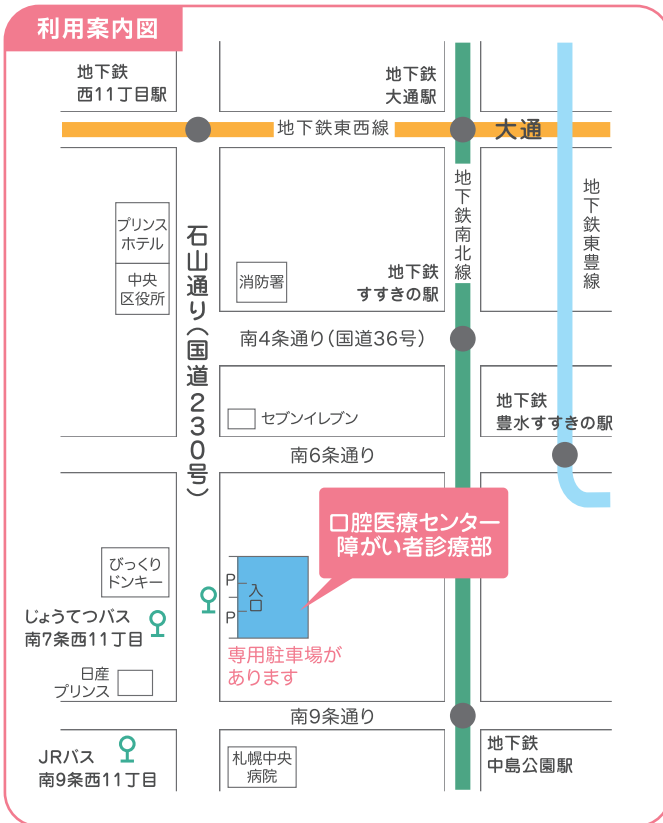 利用案内図
地下鉄
西11丁目駅
地下鉄
大通駅
地下鉄東西線
大通
地下鉄南北線
地下鉄東豊線
プリンス
ホテル
中央
区役所
石山通り(国道230号)
消防署
地下鉄
すすきの駅
南4条通り(国道36号)
セブンイレブン
地下鉄
豊水すすきの駅
南6条通り
口腔医療センター
障がい者診療部
びっくり
ドンキー
P
P
入口
じょうてつバス
南7条西11丁目
専用駐車場が
あります
日産
プリンス
南9条通り
JRバス
南9条西11丁目
札幌中央
病院
地下鉄
中島公園駅